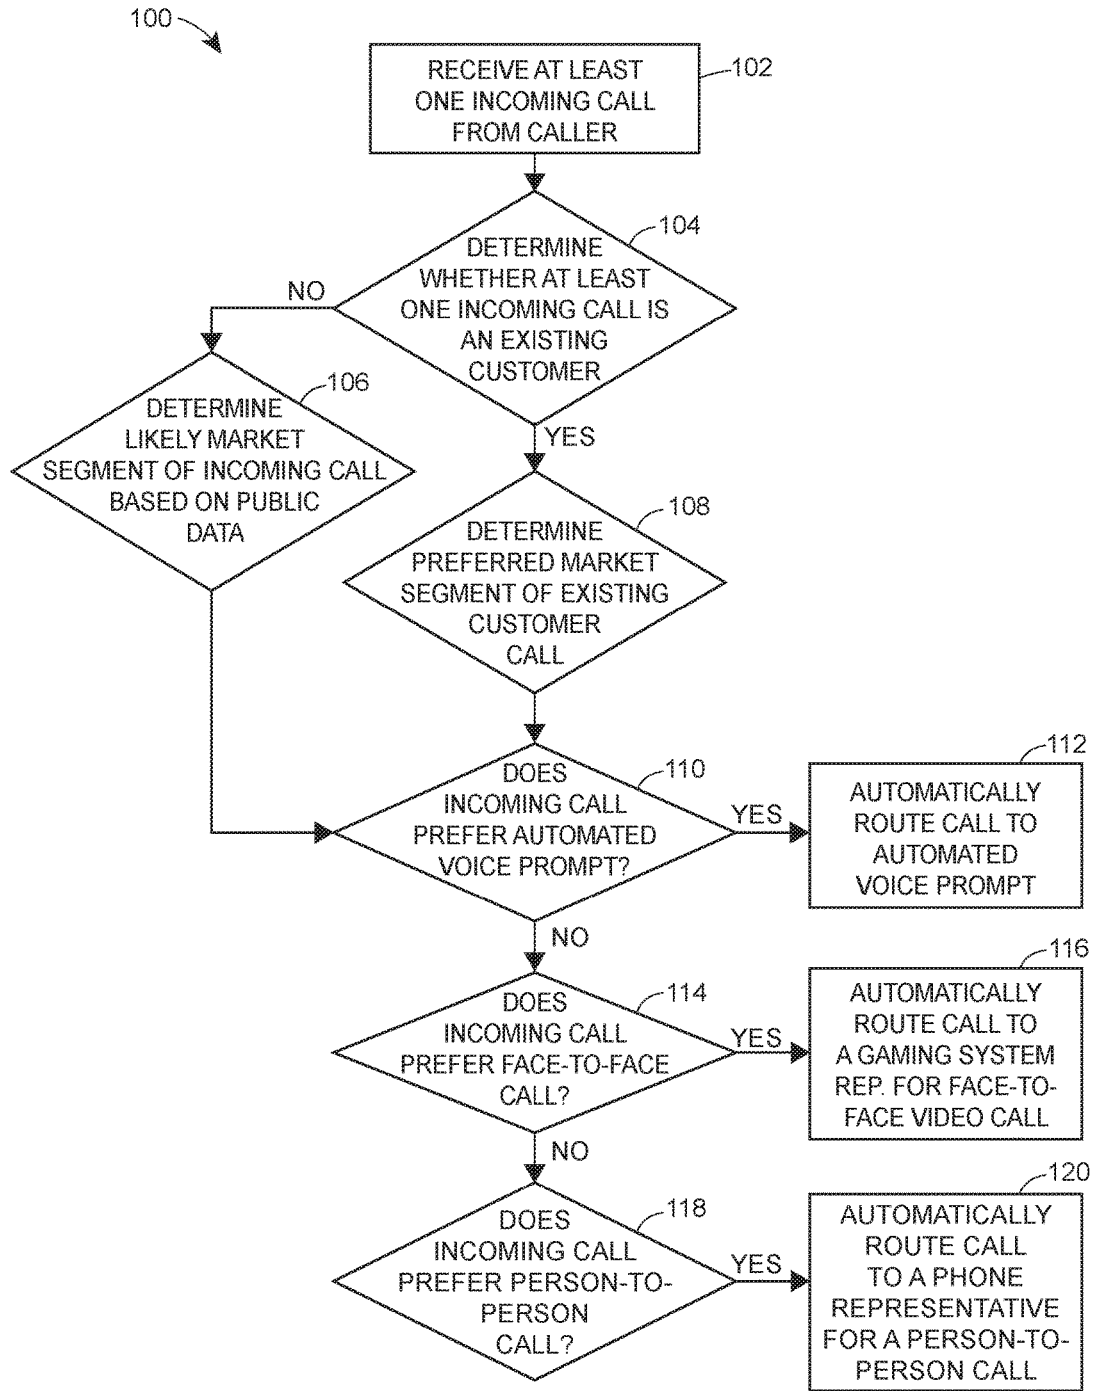 100
RECEIVE AT LEAST
ONE INCOMING CALL
FROM CALLER
102
DETERMINE
WHETHER AT LEAST
ONE INCOMING CALL IS
AN EXISTING
CUSTOMER
104
NO
YES
DETERMINE
LIKELY MARKET
SEGMENT OF INCOMING CALL
BASED ON PUBLIC
DATA
106
DETERMINE
PREFERRED MARKET
SEGMENT OF EXISTING
CUSTOMER
CALL
108
DOES
INCOMING CALL
PREFER AUTOMATED
VOICE PROMPT?
110
YES
AUTOMATICALLY
ROUTE CALL TO
AUTOMATED
VOICE PROMPT
112
NO
DOES
INCOMING CALL
PREFER FACE-TO-FACE
CALL?
114
YES
AUTOMATICALLY
ROUTE CALL TO
A GAMING SYSTEM
REP. FOR FACE-TO-
FACE VIDEO CALL
116
NO
DOES
INCOMING CALL
PREFER PERSON-TO-
PERSON
CALL?
118
YES
AUTOMATICALLY
ROUTE CALL
TO A PHONE
REPRESENTATIVE
FOR A PERSON-TO-
PERSON CALL
120